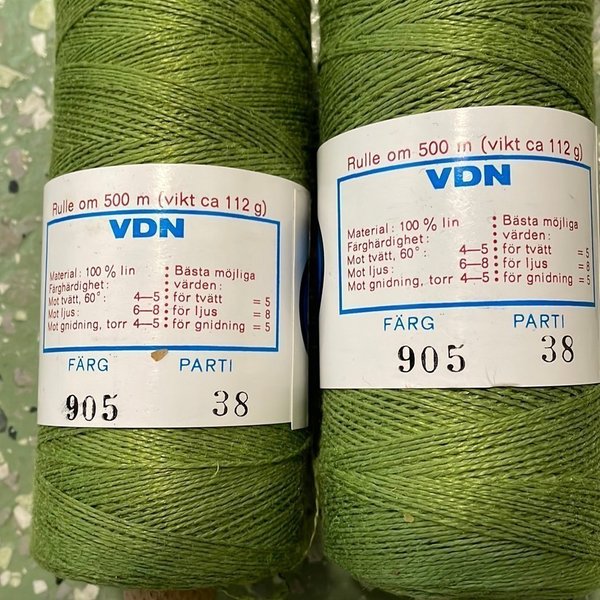 Rulle om 500 m (vikt ca 112 g)
VDN
Material: 100 % lin
Färghärdighet:
Mot tvätt, 60°: 4—5
Mot ljus: 6—8
Mot gnidning, torr 4—5
Bästa möjliga
värden:
för tvätt = 5
för ljus = 8
för gnidning = 5
FÄRG PARTI
905 38
Rulle om 500 m (vikt ca 112 g)
VDN
Material: 100 % lin
Färghärdighet:
Mot tvätt, 60°: 4—5
Mot ljus: 6—8
Mot gnidning, torr 4—5
Bästa möjliga
värden:
för tvätt = 5
för ljus = 8
för gnidning = 5
FÄRG PARTI
905 38